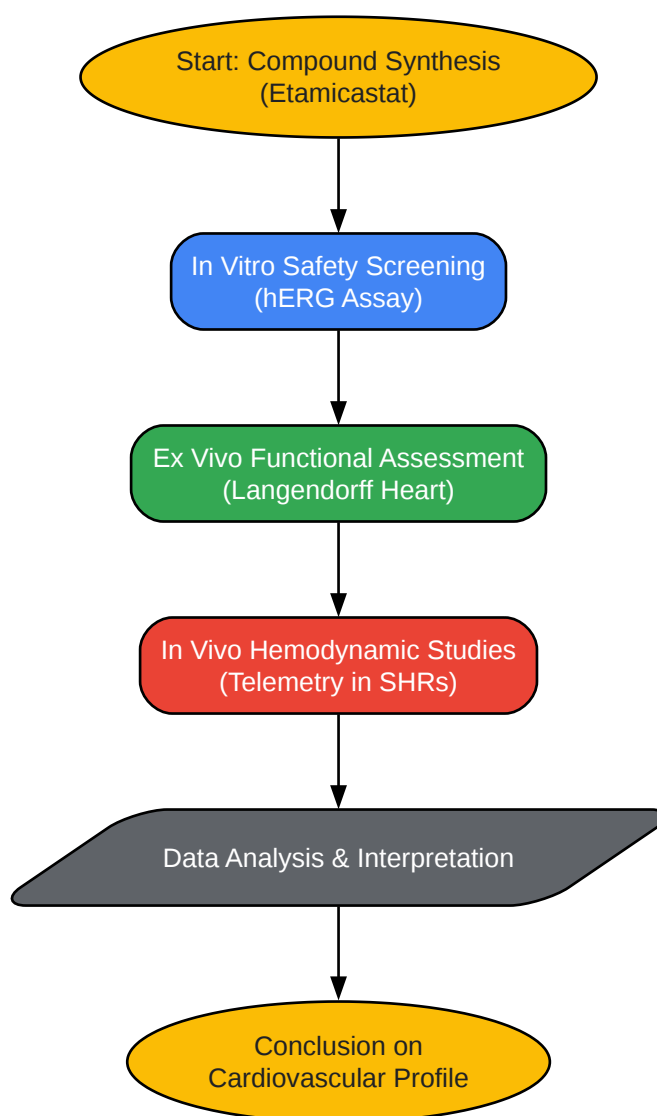 Start: Compound Synthesis
(Etamicastat)
In Vitro Safety Screening
(hERG Assay)
Ex Vivo Functional Assessment
(Langendorff Heart)
In Vivo Hemodynamic Studies
(Telemetry in SHRs)
Data Analysis & Interpretation
Conclusion on
Cardiovascular Profile